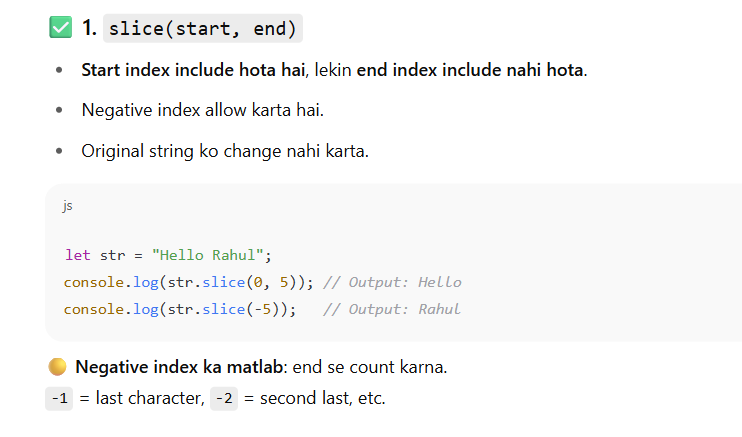 ✅ 1. slice(start, end)
• Start index include hota hai, lekin end index include nahi hota.
• Negative index allow karta hai.
• Original string ko change nahi karta.
js
let str = "Hello Rahul";
console.log(str.slice(0, 5)); // Output: Hello
console.log(str.slice(-5));   // Output: Rahul
🟡 Negative index ka matlab: end se count karna.
-1 = last character, -2 = second last, etc.